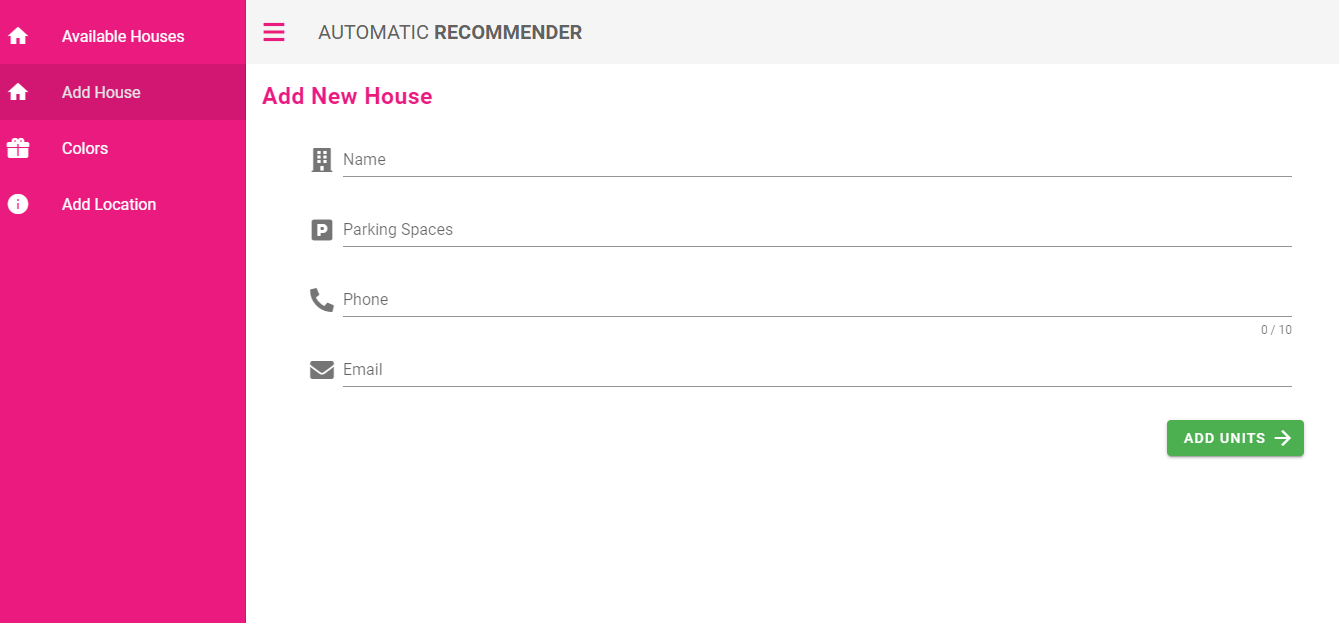 Available Houses
Add House
Colors
Add Location
AUTOMATIC RECOMMENDER
Add New House
Name
P
Parking Spaces
Phone
0 / 10
Email
ADD UNITS